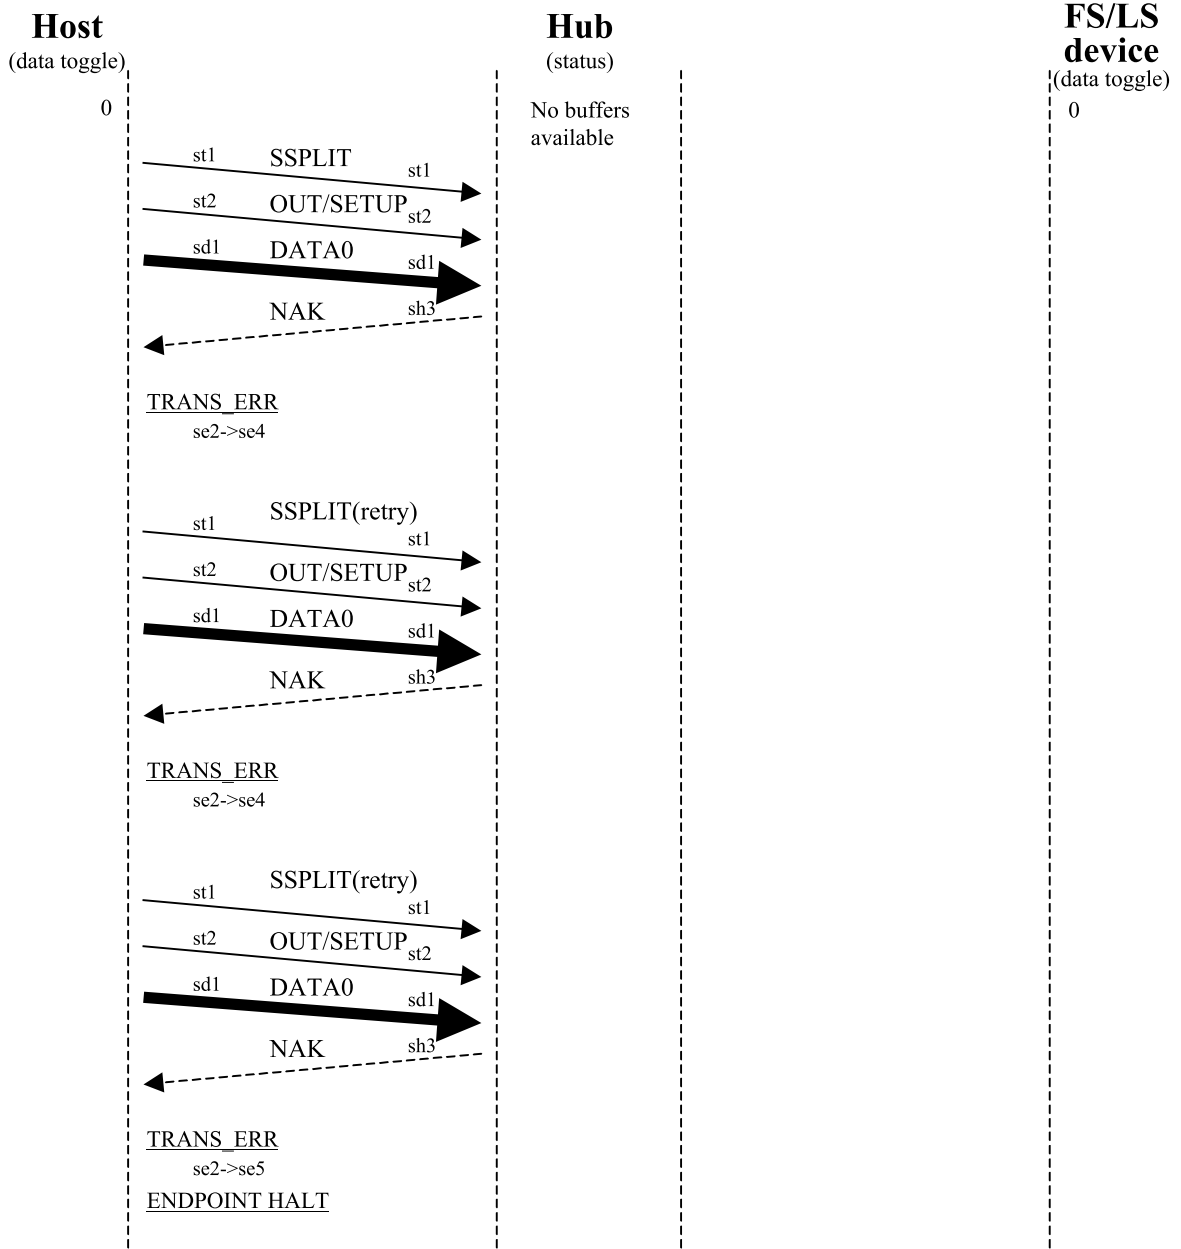 Host
(data toggle)
Hub
(status)
FS/LS
device
(data toggle)
0
No buffers
available
0
st1 SSPLIT st1
st2 OUT/SETUP st2
sd1 DATA0 sd1
NAK sh3
TRANS_ERR
se2->se4
SSPLIT(retry)
st1 st1
st2 OUT/SETUP st2
sd1 DATA0 sd1
NAK sh3
TRANS_ERR
se2->se4
SSPLIT(retry)
st1 st1
st2 OUT/SETUP st2
sd1 DATA0 sd1
NAK sh3
TRANS_ERR
se2->se5
ENDPOINT HALT